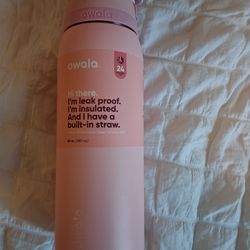 owala
24
Hi there.
I'm leak proof.
I'm insulated.
And I have a
built-in straw.
owala